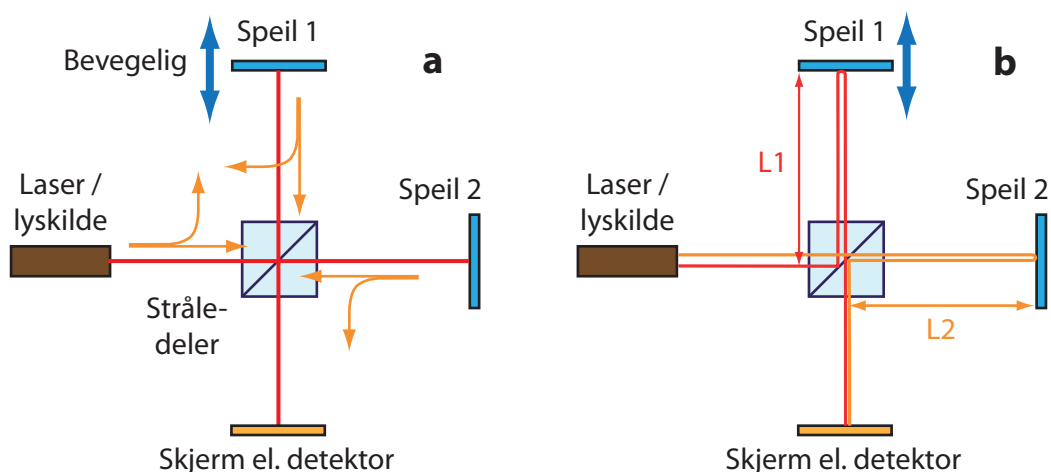 Speil 1
Bevegelig
a
Laser /
lyskilde
Speil 2
Stråle-
deler
Skjerm el. detektor
Speil 1
b
L1
Laser /
lyskilde
Speil 2
L2
Skjerm el. detektor